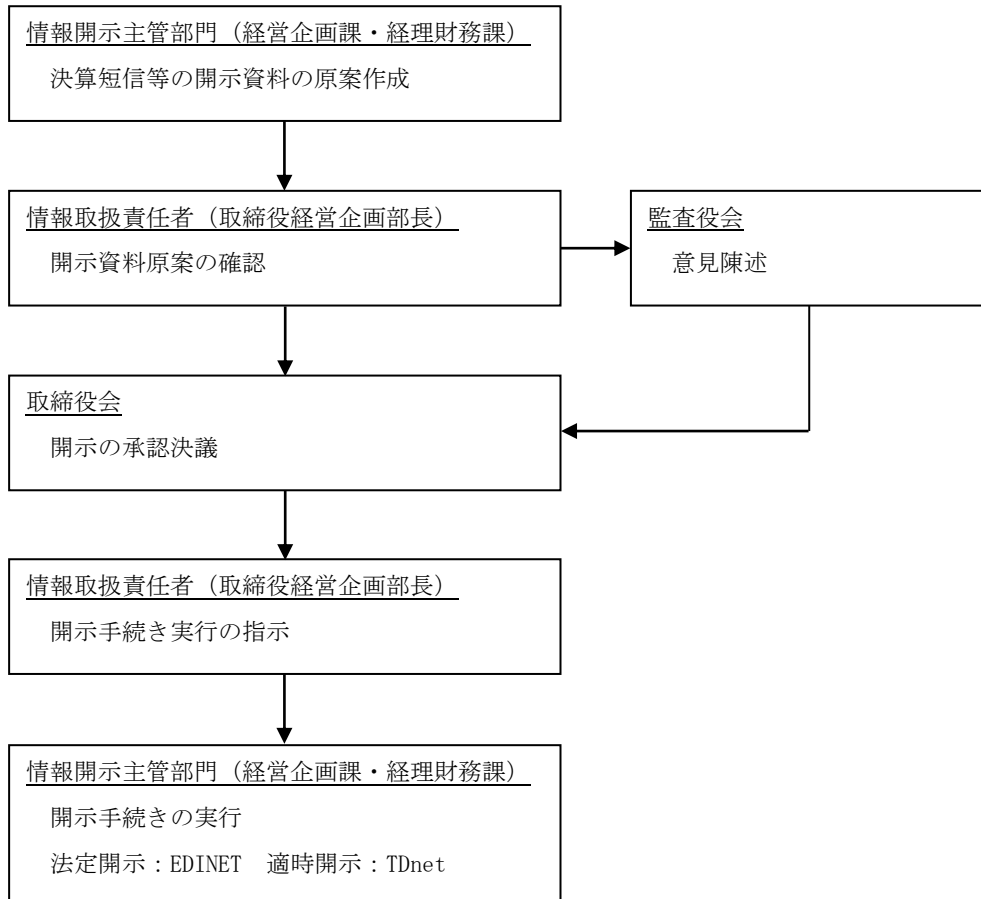 情報開示主管部門（経営企画課・経理財務課）
決算短信等の開示資料の原案作成
情報取扱責任者（取締役経営企画部長）
開示資料原案の確認
監査役会
意見陳述
取締役会
開示の承認決議
情報取扱責任者（取締役経営企画部長）
開示手続き実行の指示
情報開示主管部門（経営企画課・経理財務課）
開示手続きの実行
法定開示：EDINET　適時開示：TDnet